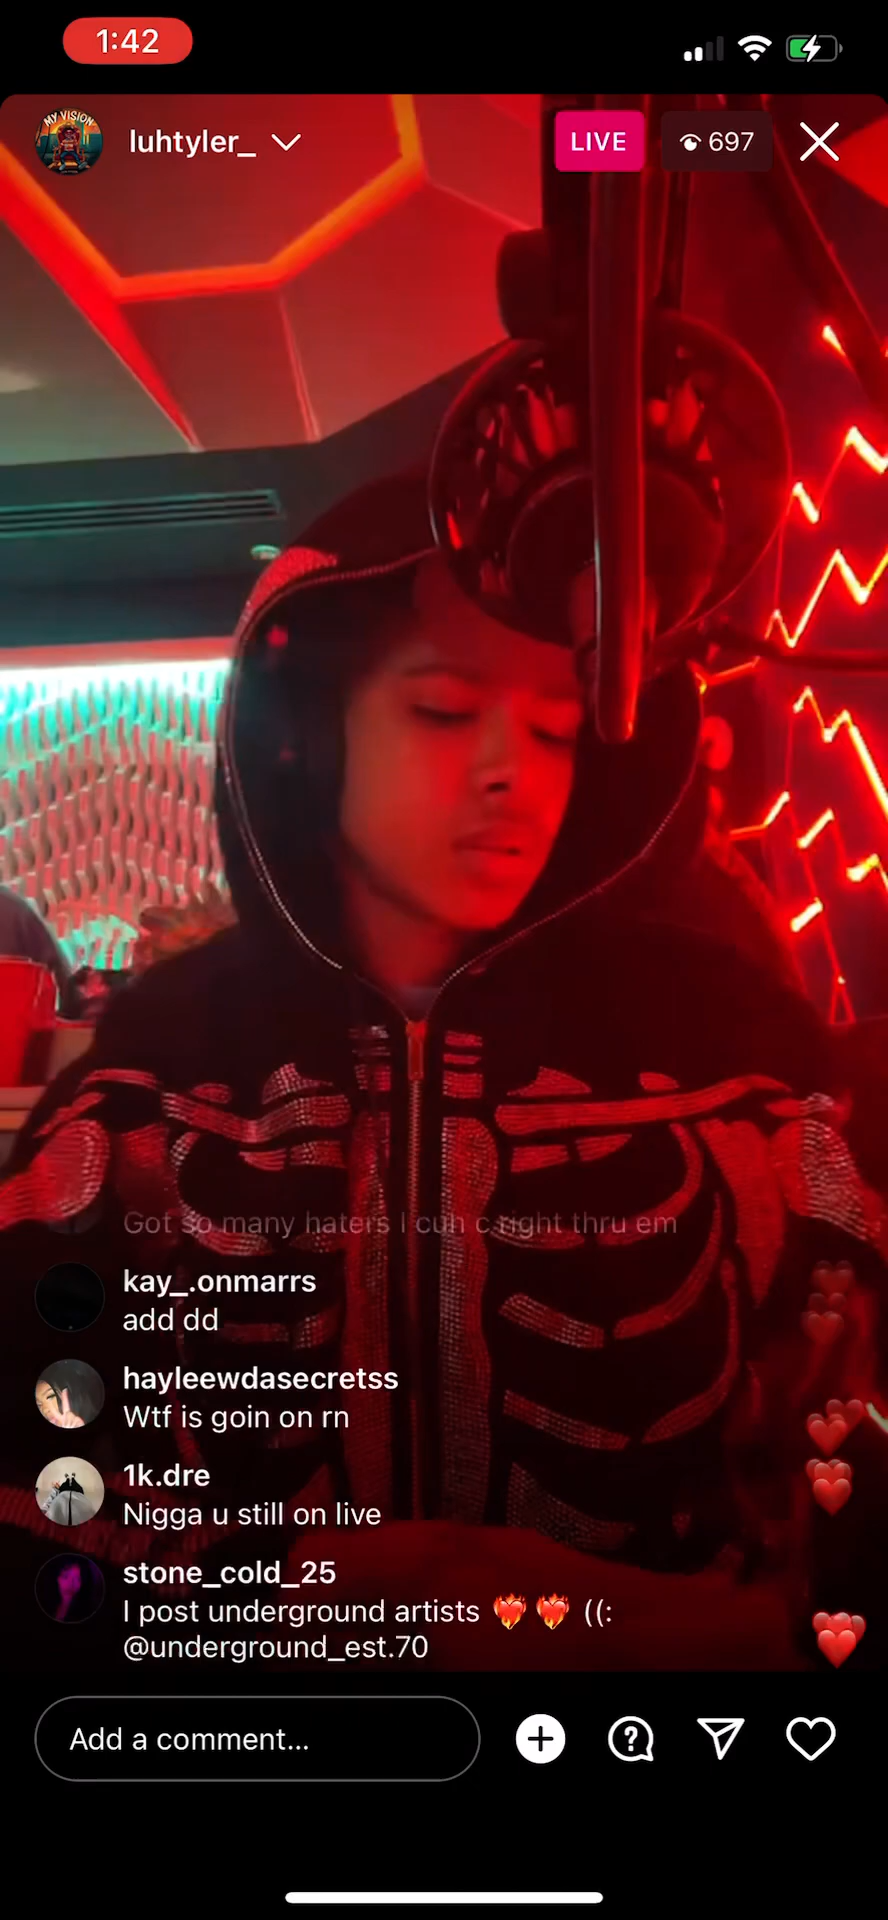 1:42
MY VISION
luhtyler_
LIVE
697
Got so many haters I cuh c right thru em
kay_.onmarrs
add dd
hayleewdasecretss
Wtf is goin on rn
1k.dre
Nigga u still on live
stone_cold_25
I post underground artists ❤️‍🔥 ❤️‍🔥 ((:
@underground_est.70
Add a comment...